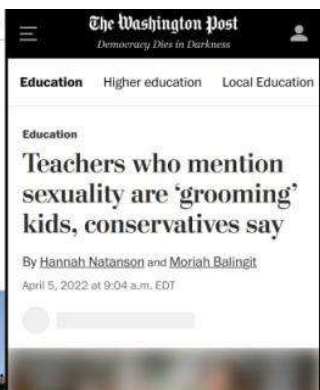 The Washington Post
Democracy Dies in Darkness
Education Higher education Local Education
Education
Teachers who mention
sexuality are ‘grooming’
kids, conservatives say
By Hannah Natanson and Moriah Balingit
April 5, 2022 at 9:04 a.m. EDT